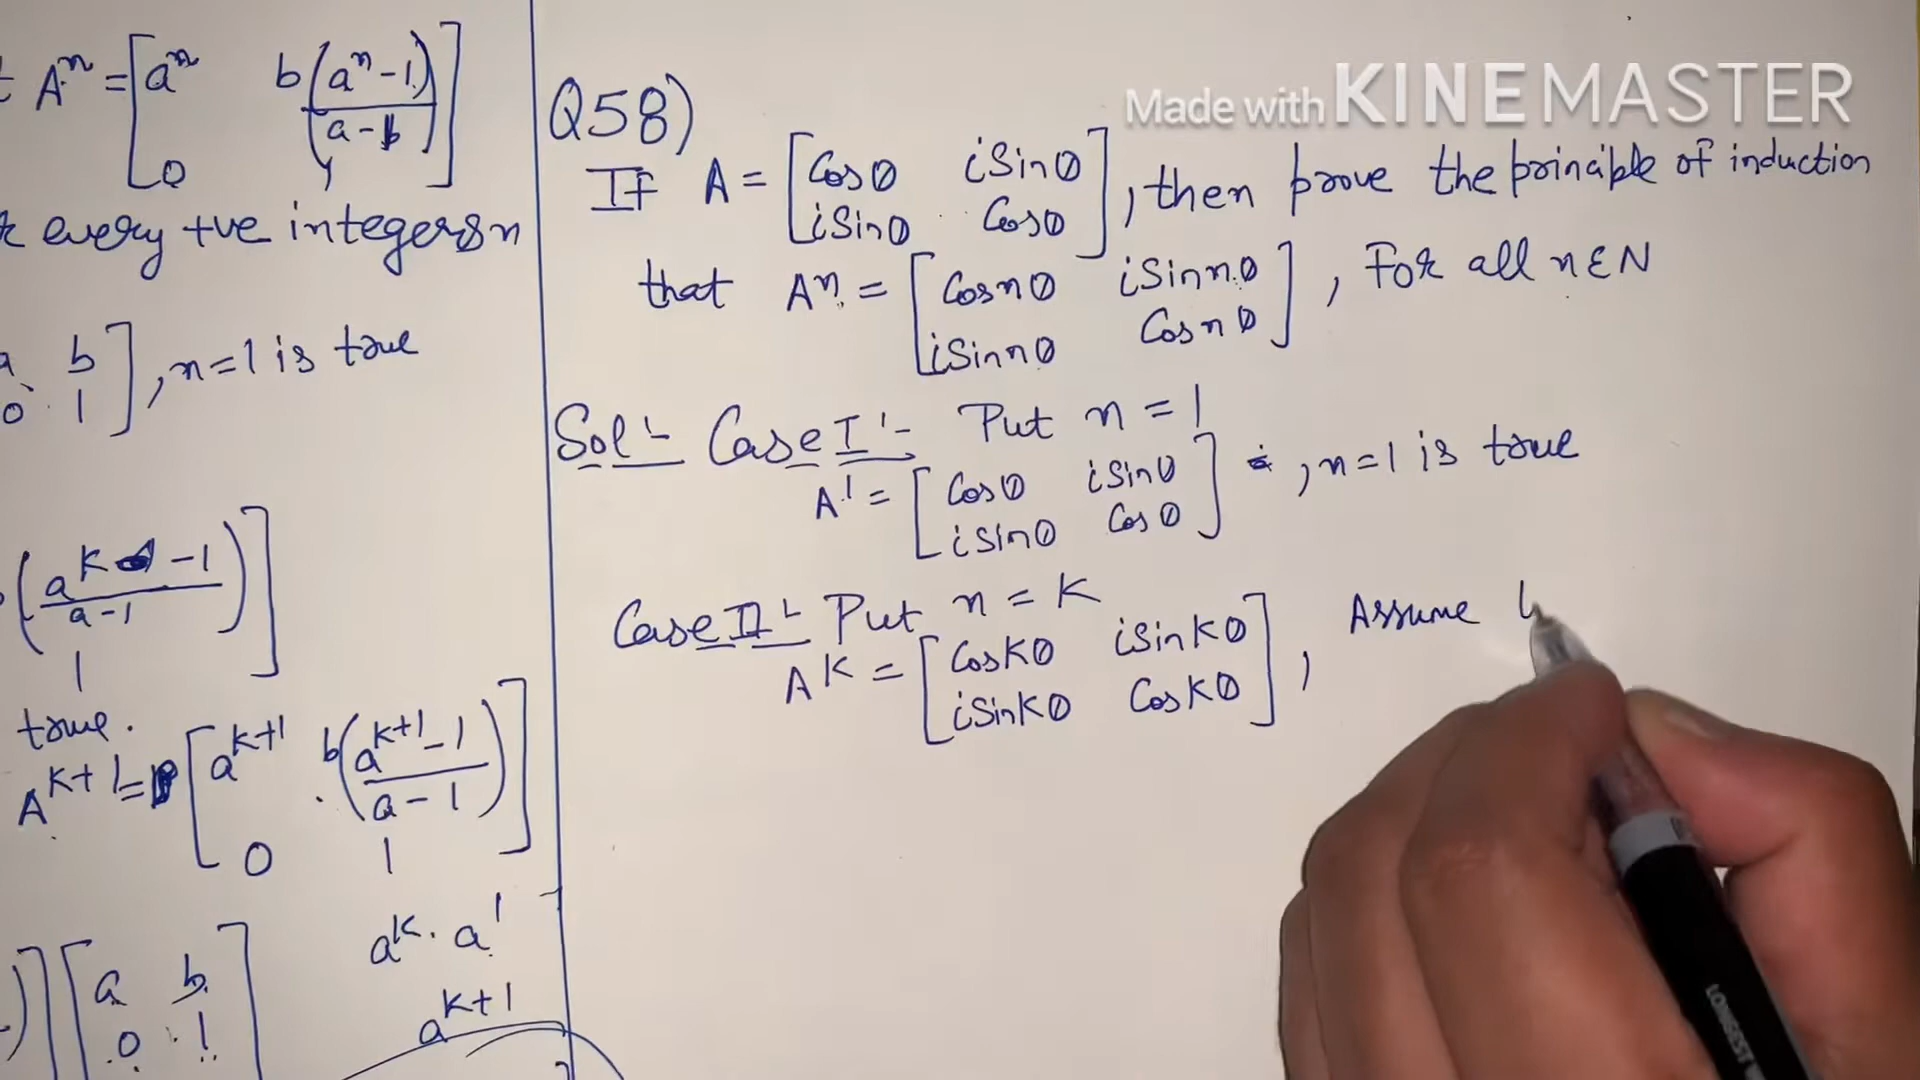 A^n = [a^n b(a^n - 1)/(a - b)
0 1]
every +ve integers n
b
0 1], n=1 is true
(a^k - 1)/(a - 1)]
1
true.
A^k+1 = [a^k+1 b(a^k+1 - 1)/(a - 1)
0 1]
[a b
0 1]
a^k . a^1
a^k+1
Made with KINEMASTER
Q58)
If A = [Cosθ iSinθ
iSinθ Cosθ], then prove the principle of induction
that A^n = [Cosnθ iSinnθ
iSinnθ Cosnθ], For all n∈N
Sol:- Case I:- Put n = 1
A^1 = [Cosθ iSinθ
iSinθ Cosθ], n=1 is true
Case II:- Put n = K
A^K = [CosKθ iSinKθ
iSinKθ CosKθ], Assume